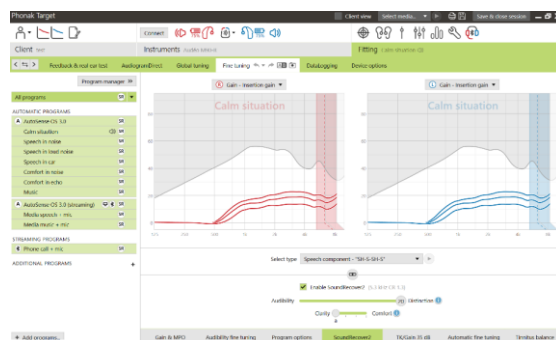 Phonak Target
Client view
Select media...
Save & close session
Connect
Client
Instruments
Fitting
Feedback & real ear test
AudiogramDirect
Global tuning
Fine tuning
Datalogging
Device options
Program manager
Gain - Insertion gain
Gain - Insertion gain
All programs
Calm situation
Calm situation
AUTOMATIC PROGRAMS
A AutoSense OS 3.0
Calm situation
Speech in noise
Speech in loud noise
Speech in car
Comfort in noise
Comfort in echo
Music
A AutoSense OS 3.0 (streaming)
Media speech + mic
Media music + mic
STREAMING PROGRAMS
Phone call + mic
ADDITIONAL PROGRAMS +
Select type Speech component - "SH-S-SH-S"
Enable SoundRecover2
Audibility
Distinction
Clarity
Comfort
+ Add programs...
Gain & MPO
Audibility fine tuning
Program options
SoundRecover2
TK/Gain 35 dB
Automatic fine tuning
Tinnitus balance